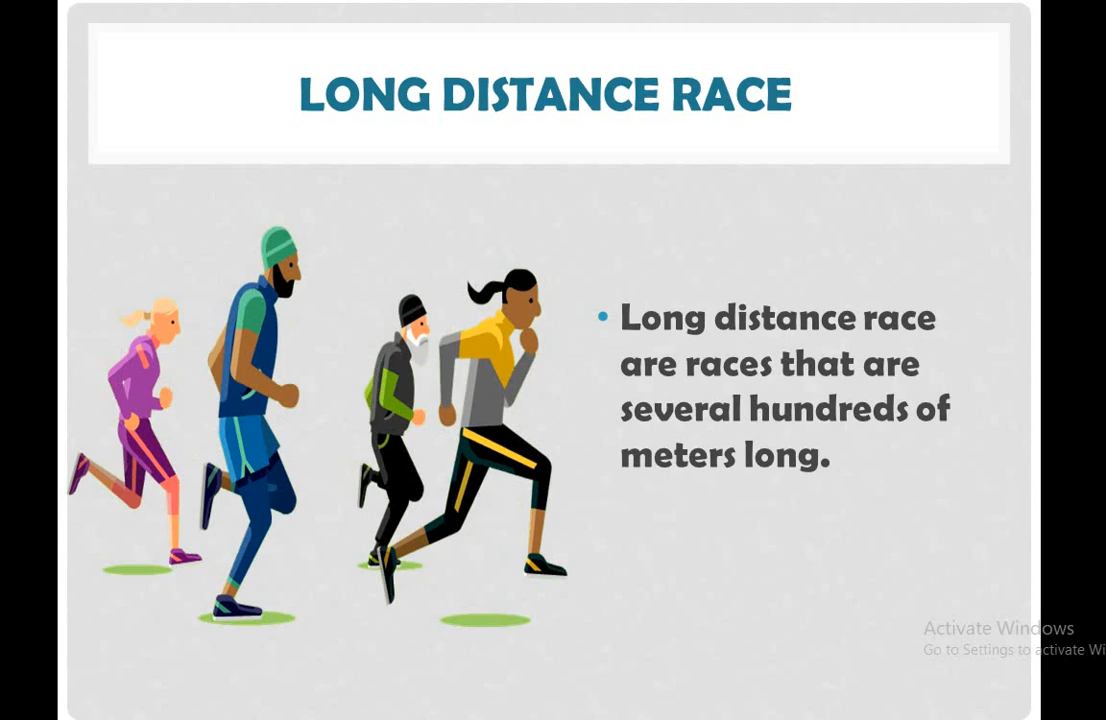 LONG DISTANCE RACE
• Long distance race
are races that are
several hundreds of
meters long.
Activate Windows
Go to Settings to activate Wi